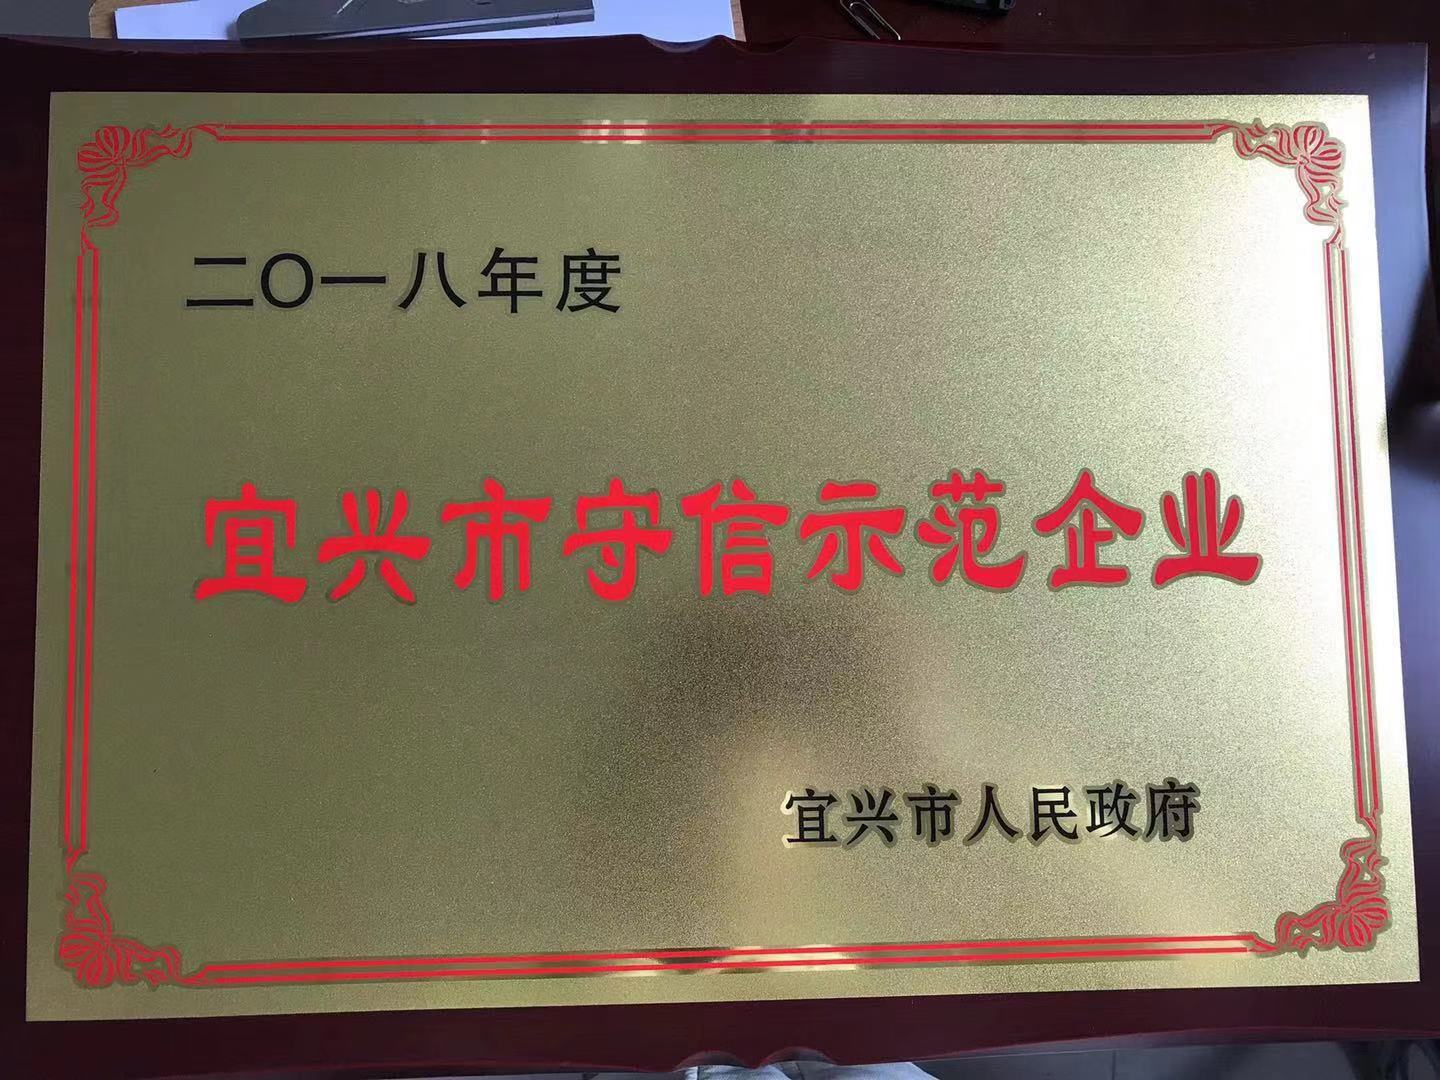 二〇一八年度
宜兴市守信示范企业
宜兴市人民政府